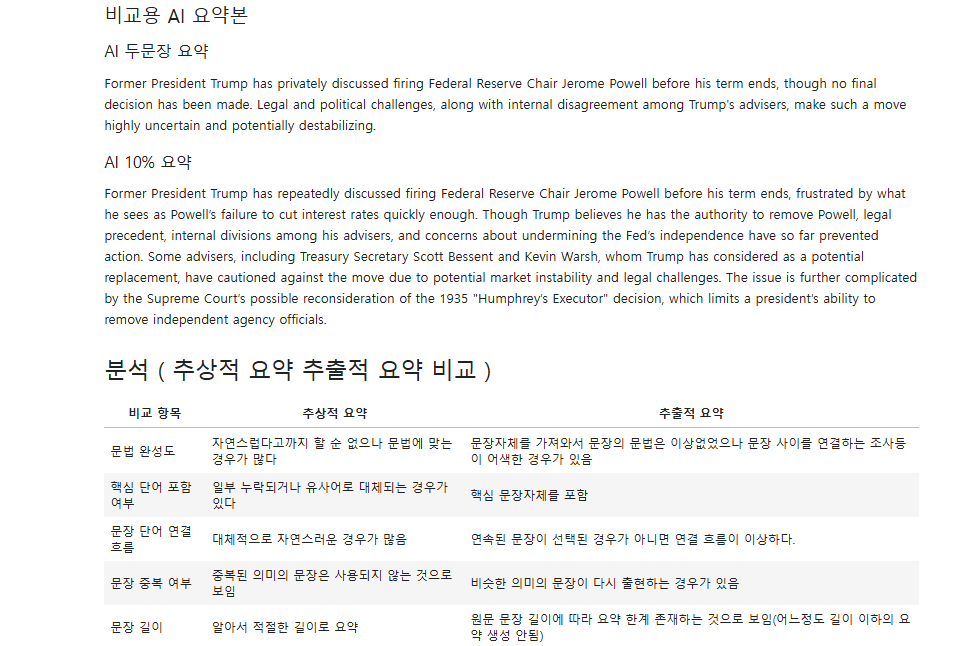 비교용 AI 요약본
AI 두문장 요약
Former President Trump has privately discussed firing Federal Reserve Chair Jerome Powell before his term ends, though no final
decision has been made. Legal and political challenges, along with internal disagreement among Trump's advisers, make such a move
highly uncertain and potentially destabilizing.
AI 10% 요약
Former President Trump has repeatedly discussed firing Federal Reserve Chair Jerome Powell before his term ends, frustrated by what
he sees as Powell's failure to cut interest rates quickly enough. Though Trump believes he has the authority to remove Powell, legal
precedent, internal divisions among his advisers, and concerns about undermining the Fed's independence have so far prevented
action. Some advisers, including Treasury Secretary Scott Bessent and Kevin Warsh, whom Trump has considered as a potential
replacement, have cautioned against the move due to potential market instability and legal challenges. The issue is further complicated
by the Supreme Court's possible reconsideration of the 1935 "Humphrey's Executor" decision, which limits a president's ability to
remove independent agency officials.
분석 ( 추상적 요약 추출적 요약 비교 )
비교 항목 추상적 요약 추출적 요약
문법 완성도 자연스럽다고까지 할 순 없으나 문법에 맞는 경우가 많다 문장자체를 가져와서 문장의 문법은 이상없었으나 문장 사이를 연결하는 조사등이 어색한 경우가 있음
핵심 단어 포함 여부 일부 누락되거나 유사어로 대체되는 경우가 있다 핵심 문장자체를 포함
문장 단어 연결 흐름 대체적으로 자연스러운 경우가 많음 연속된 문장이 선택된 경우가 아니면 연결 흐름이 이상하다.
문장 중복 여부 중복된 의미의 문장은 사용되지 않는 것으로 보임 비슷한 의미의 문장이 다시 출현하는 경우가 있음
문장 길이 알아서 적절한 길이로 요약 원문 문장 길이에 따라 요약 한계 존재하는 것으로 보임(어느정도 길이 이하의 요약 생성 안됨)